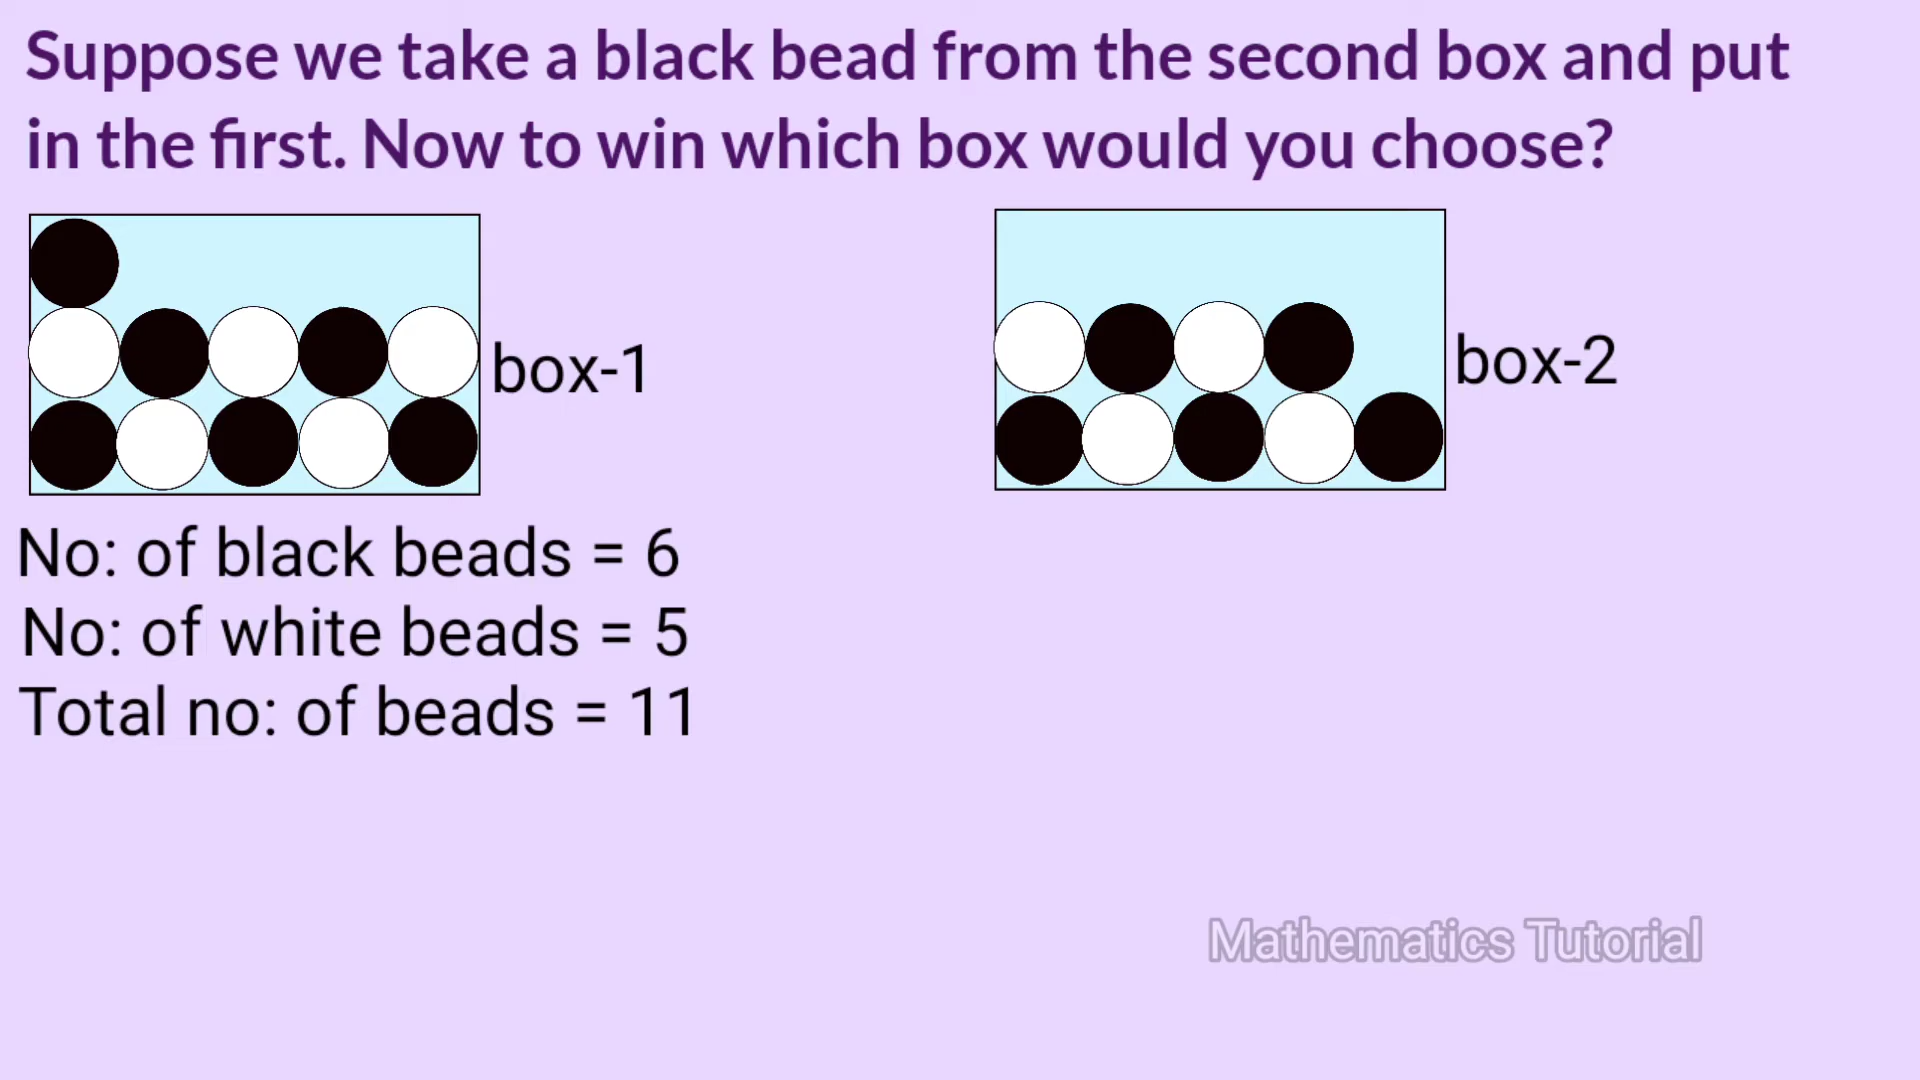 Suppose we take a black bead from the second box and put
in the first. Now to win which box would you choose?
box-1
box-2
No: of black beads = 6
No: of white beads = 5
Total no: of beads = 11
Mathematics Tutorial